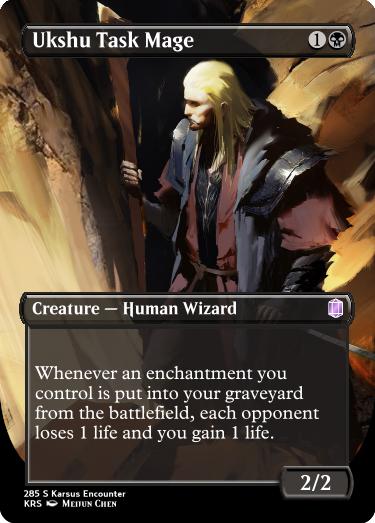 Ukshu Task Mage 1
Creature — Human Wizard
Whenever an enchantment you
control is put into your graveyard
from the battlefield, each opponent
loses 1 life and you gain 1 life.
2/2
285 S Karsus Encounter
KRS Meijun Chen